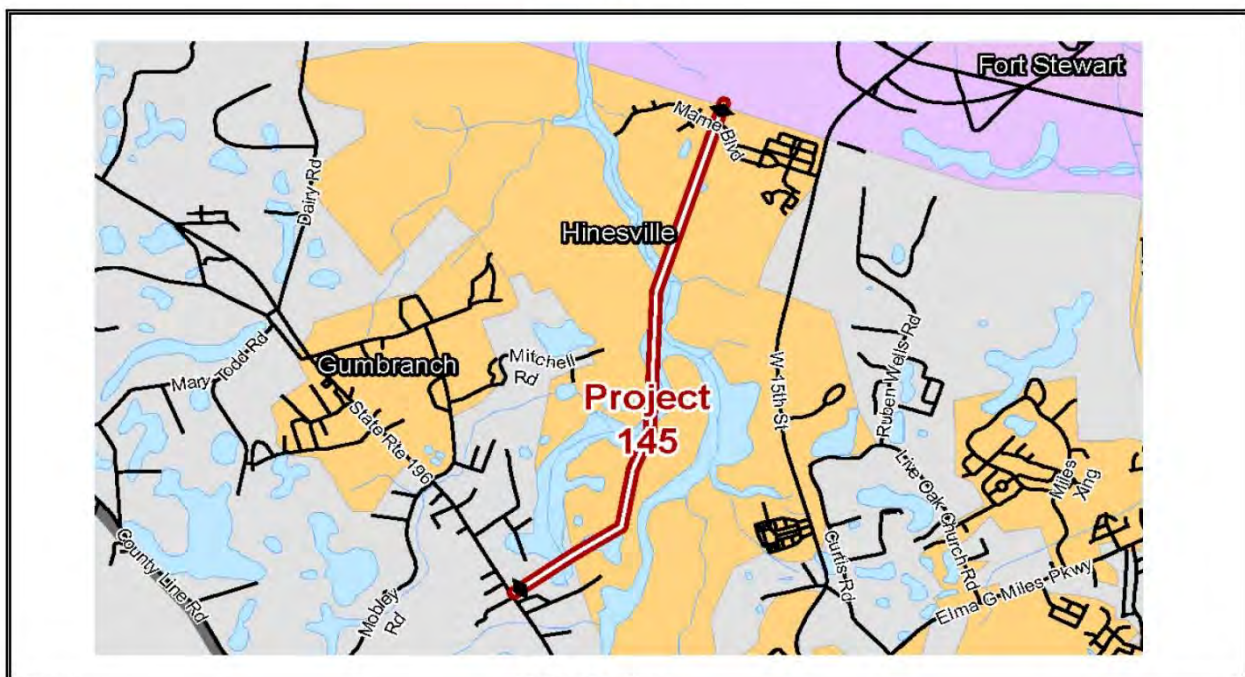 Fort Stewart
Marne Blvd
Dairy Rd
Hinesville
Ruben Wells Rd
Mary Todd Rd
Gumbranch
Mitchell
Rd
W 15th St
Project
145
State Rte 196
Live Oak Church Rd
Miles
Xing
County Line Rd
Mobley
Rd
Curtis Rd
Elma G Miles Pkwy